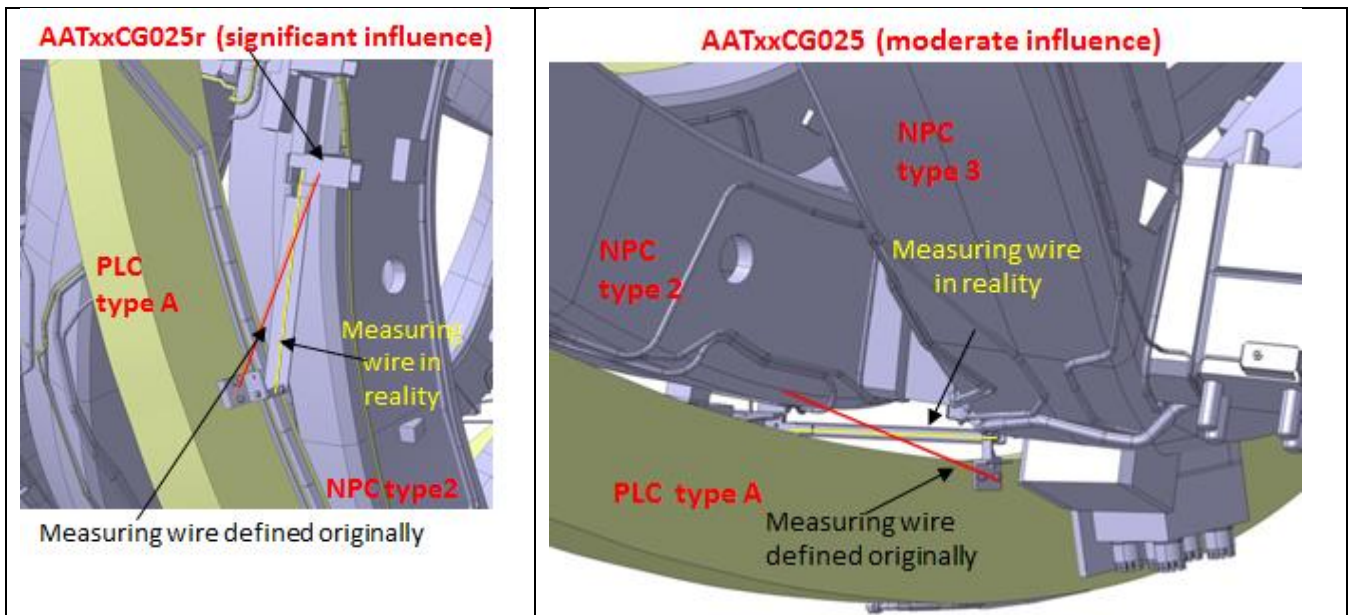 AATxxCG025r (significant influence)
PLC
type A
Measuring
wire in
reality
NPC type2
Measuring wire defined originally
AATxxCG025 (moderate influence)
NPC
type 3
NPC
type 2
Measuring wire
in reality
PLC type A
Measuring wire
defined originally